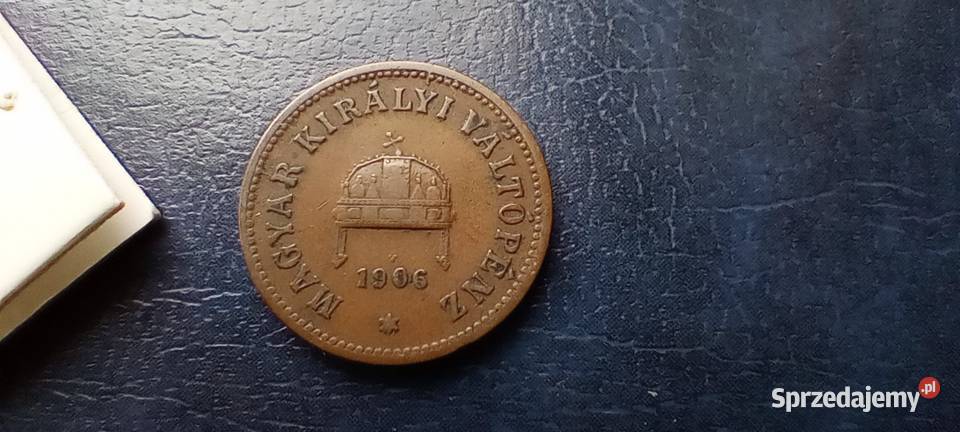 MAGYAR KIRÁLYI VÁLTÓPÉNZ
1906
Sprzedajemy.pl